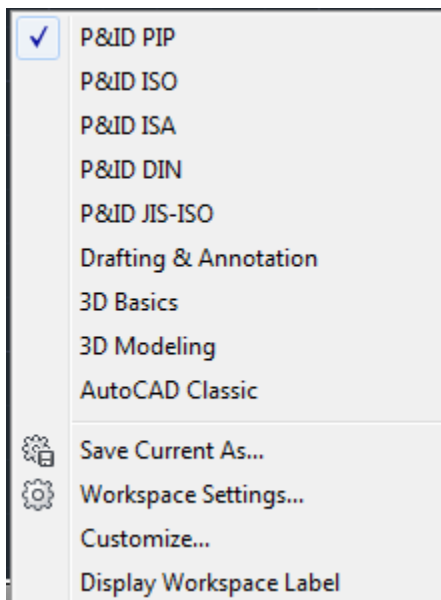 P&ID PIP
P&ID ISO
P&ID ISA
P&ID DIN
P&ID JIS-ISO
Drafting & Annotation
3D Basics
3D Modeling
AutoCAD Classic
Save Current As...
Workspace Settings...
Customize...
Display Workspace Label